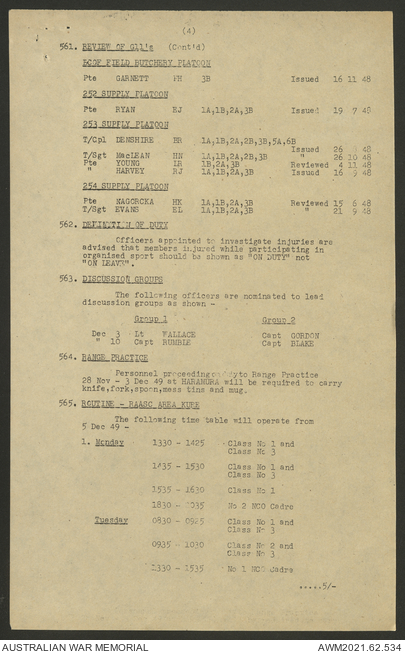 (4)
561. REVIEW OF G11's (Cont'd)
BCOF FIELD BUTCHERY PLATOON
Pte GARNETT FH 3B Issued 16 11 48
252 SUPPLY PLATOON
Pte RYAN EJ 1A,1B,2A,3B Issued 19 7 48
253 SUPPLY PLATOON
T/Cpl DENSHIRE ER 1A,1B,2A,2B,3B,5A,6B
Issued 26 48
T/Sgt MacLEAN HN 1A,1B,2A,2B,3B " 26 10 48
Pte YOUNG LR 1B,2A,3B Reviewed 4 11 48
" HARVEY RJ 1A,1B,2A,3B Issued 16 9 48
254 SUPPLY PLATOON
Pte NAGORCKA HK 1A,1B,2A,3B Reviewed 15 6 48
T/Sgt EVANS EL 1A,1B,2A,3B " 21 9 48
562. DEFINITION OF DUTY
Officers appointed to investigate injuries are
advised that members injured while participating in
organised sport should be shown as "ON DUTY" not
"ON LEAVE".
563. DISCUSSION GROUPS
The following officers are nominated to lead
discussion groups as shown -
Group 1 Group 2
Dec 3 Lt WALLACE Capt GORDON
" 10 Capt RUMBLE Capt BLAKE
564. RANGE PRACTICE
Personnel proceeding to Range Practice
28 Nov - 3 Dec 49 at HARAMURA will be required to carry
knife,fork,spoon,mess tins and mug.
565. ROUTINE - RAASC AREA KURE
The following time table will operate from
5 Dec 49 -
1. Monday 1330 - 1425 Class No 1 and
Class No 3
1435 - 1530 Class No 1 and
Class No 3
1535 - 1630 Class No 1
1830 - 2035 No 2 NCO Cadre
Tuesday 0830 - 0925 Class No 1 and
Class No 3
0935 - 1030 Class No 2 and
Class No 3
1330 - 1535 No 1 NCO Cadre
.....5/-
AUSTRALIAN WAR MEMORIAL
AWM2021.62.534